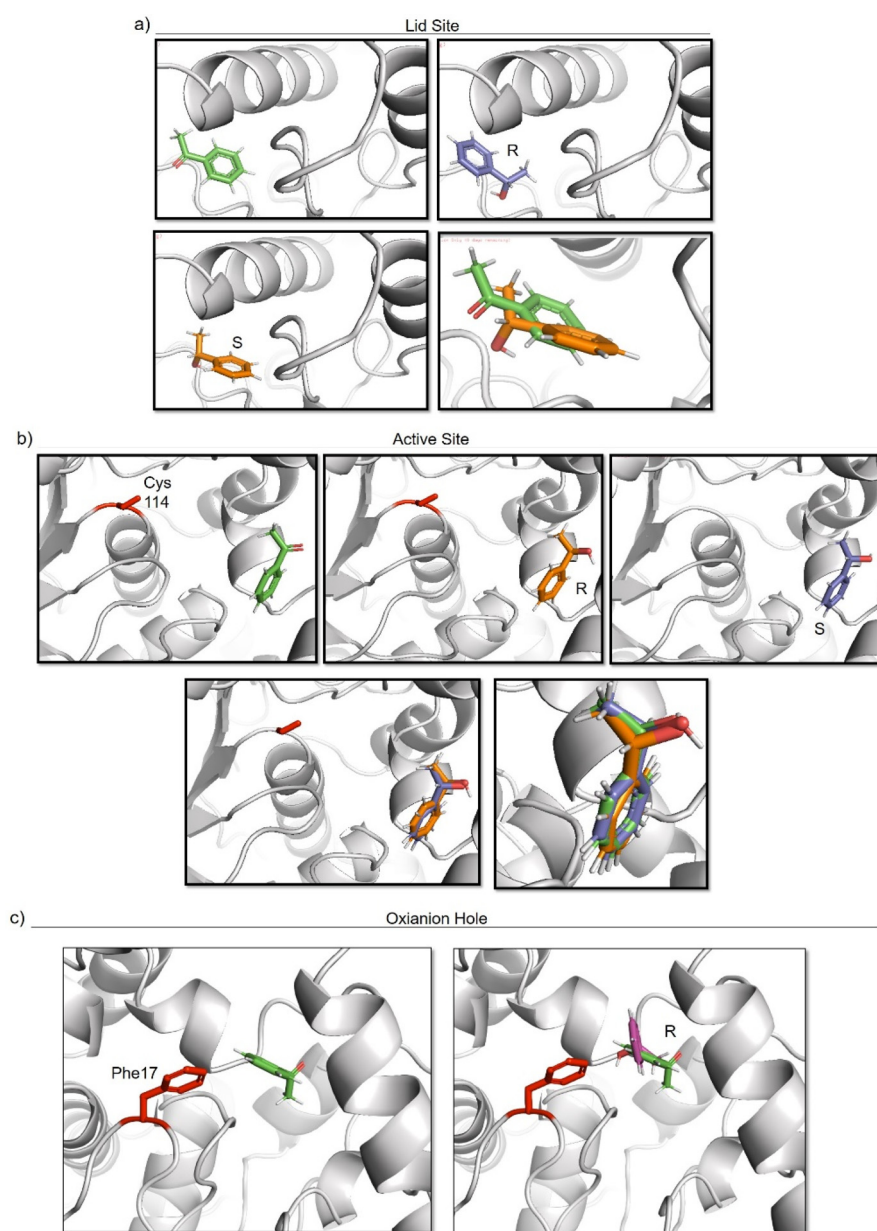 a)
Lid Site
R
S
b)
Active Site
Cys
114
R
S
c)
Oxianion Hole
Phe17
R